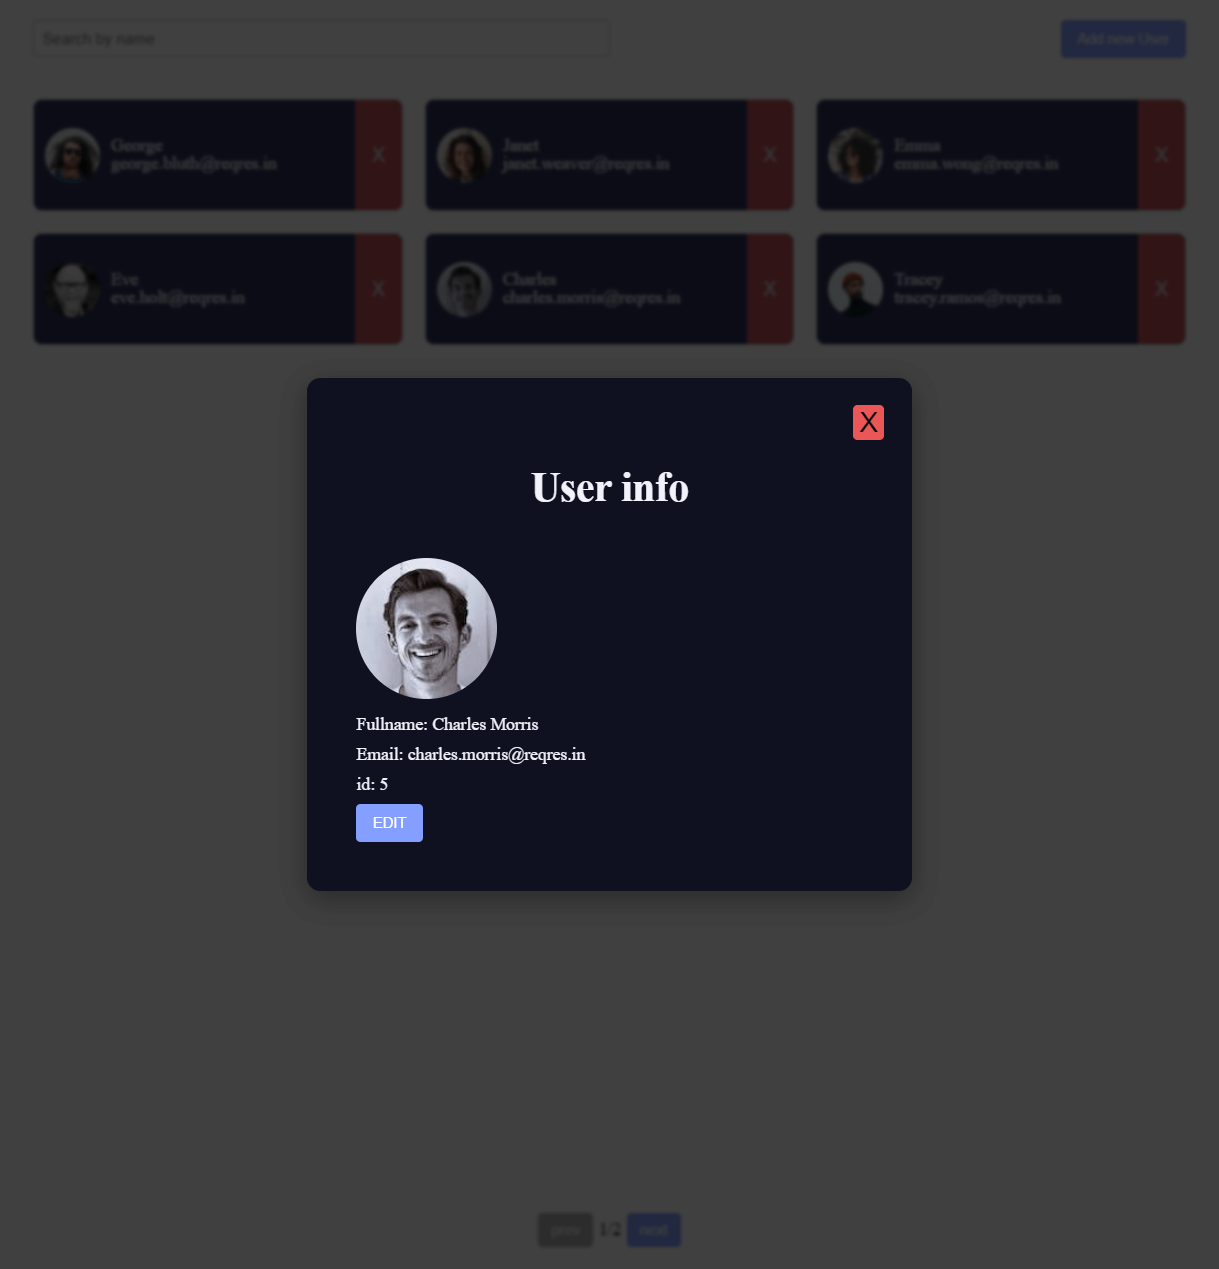 Search by name
Add new User
George
george.bluth@reqres.in
X
Janet
janet.weaver@reqres.in
X
Emma
emma.wong@reqres.in
X
Eve
eve.holt@reqres.in
X
Charles
charles.morris@reqres.in
X
Tracey
tracey.ramos@reqres.in
X
X
User info
Fullname: Charles Morris
Email: charles.morris@reqres.in
id: 5
EDIT
prev 1/2 next